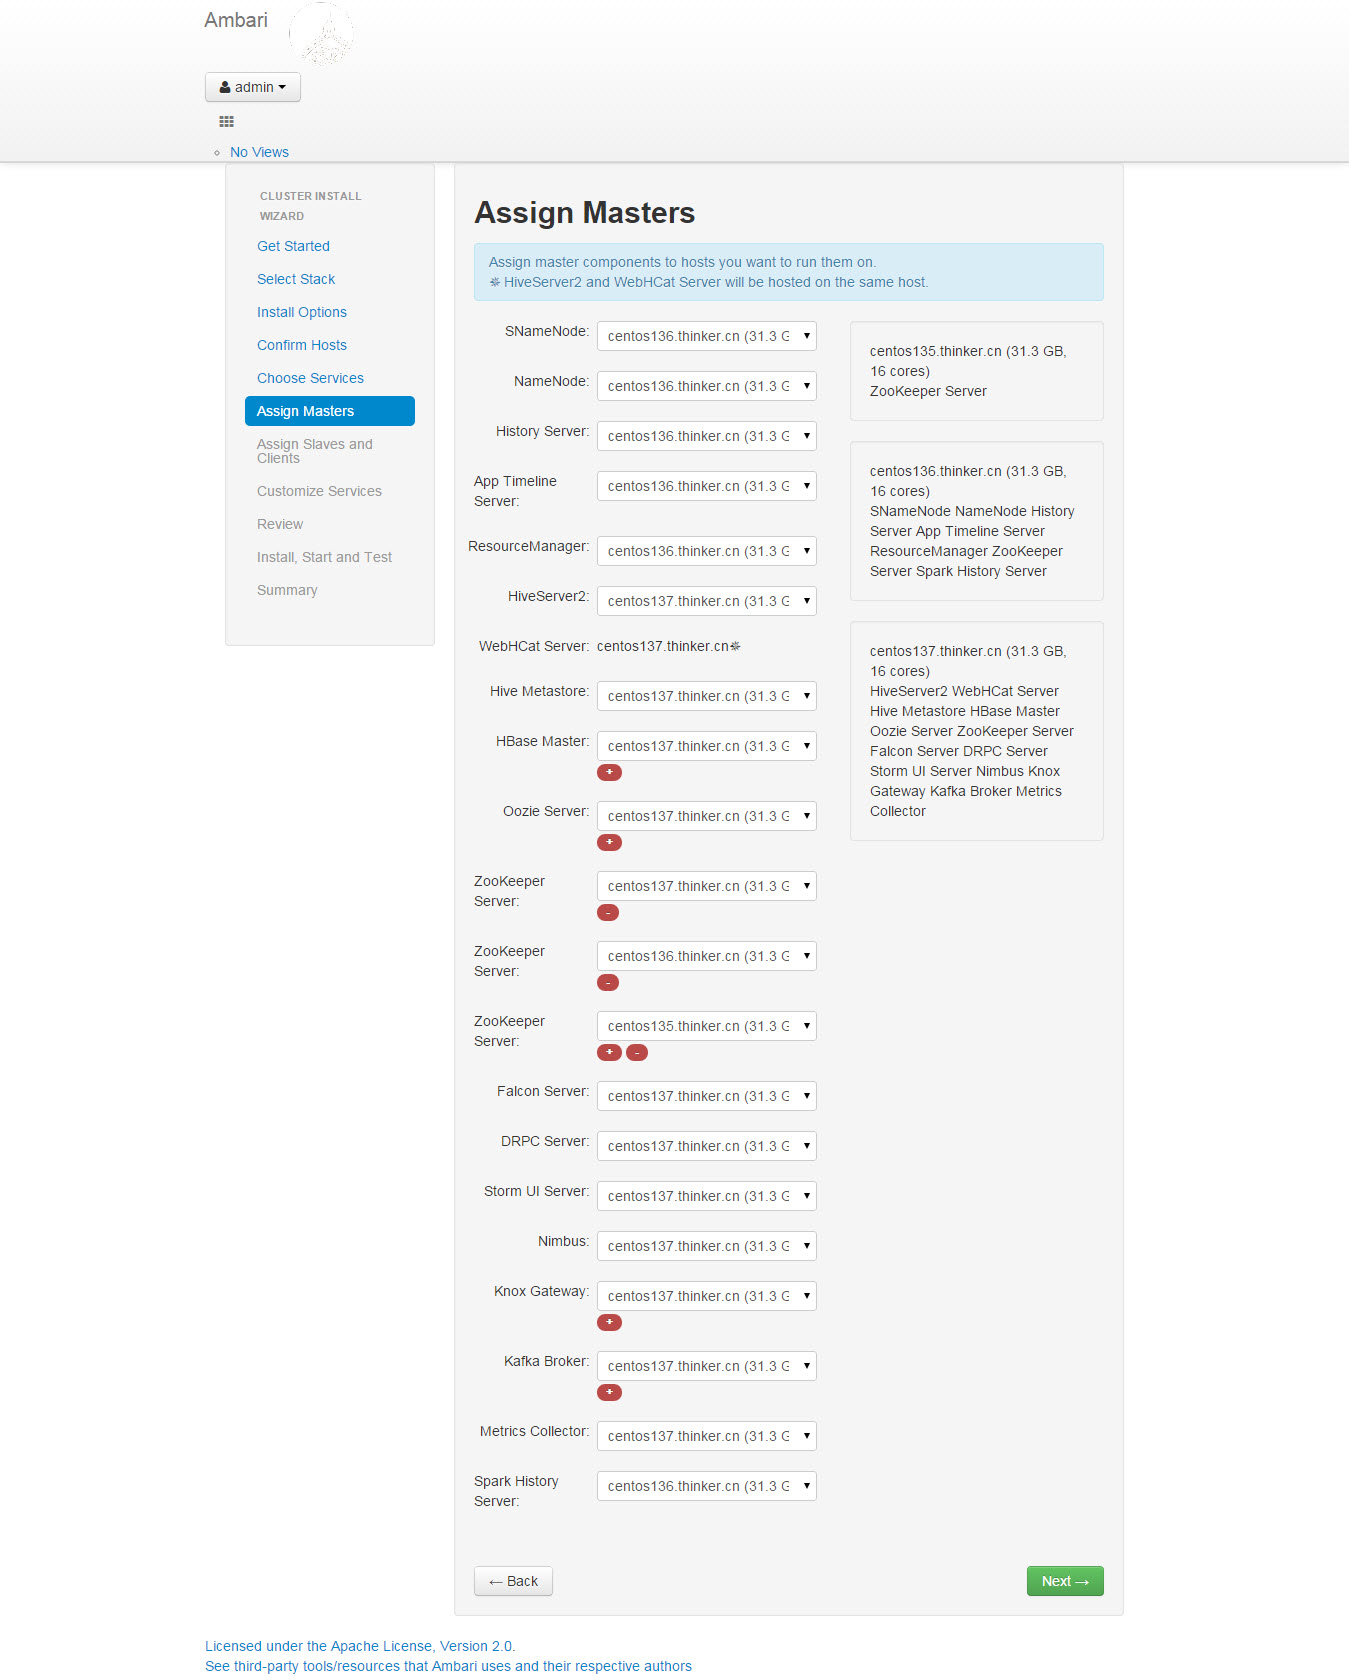 Ambari
admin
No Views
CLUSTER INSTALL
WIZARD
Get Started
Select Stack
Install Options
Confirm Hosts
Choose Services
Assign Masters
Assign Slaves and
Clients
Customize Services
Review
Install, Start and Test
Summary
Assign Masters
Assign master components to hosts you want to run them on.
✵ HiveServer2 and WebHCat Server will be hosted on the same host.
SNameNode: centos136.thinker.cn (31.3 G
NameNode: centos136.thinker.cn (31.3 G
History Server: centos136.thinker.cn (31.3 G
App Timeline
Server: centos136.thinker.cn (31.3 G
ResourceManager: centos136.thinker.cn (31.3 G
HiveServer2: centos137.thinker.cn (31.3 G
WebHCat Server: centos137.thinker.cn✵
Hive Metastore: centos137.thinker.cn (31.3 G
HBase Master: centos137.thinker.cn (31.3 G
+
Oozie Server: centos137.thinker.cn (31.3 G
+
ZooKeeper
Server: centos137.thinker.cn (31.3 G
-
ZooKeeper
Server: centos136.thinker.cn (31.3 G
-
ZooKeeper
Server: centos135.thinker.cn (31.3 G
+ -
Falcon Server: centos137.thinker.cn (31.3 G
DRPC Server: centos137.thinker.cn (31.3 G
Storm UI Server: centos137.thinker.cn (31.3 G
Nimbus: centos137.thinker.cn (31.3 G
Knox Gateway: centos137.thinker.cn (31.3 G
+
Kafka Broker: centos137.thinker.cn (31.3 G
+
Metrics Collector: centos137.thinker.cn (31.3 G
Spark History
Server: centos136.thinker.cn (31.3 G
centos135.thinker.cn (31.3 GB,
16 cores)
ZooKeeper Server
centos136.thinker.cn (31.3 GB,
16 cores)
SNameNode NameNode History
Server App Timeline Server
ResourceManager ZooKeeper
Server Spark History Server
centos137.thinker.cn (31.3 GB,
16 cores)
HiveServer2 WebHCat Server
Hive Metastore HBase Master
Oozie Server ZooKeeper Server
Falcon Server DRPC Server
Storm UI Server Nimbus Knox
Gateway Kafka Broker Metrics
Collector
← Back
Next →
Licensed under the Apache License, Version 2.0.
See third-party tools/resources that Ambari uses and their respective authors